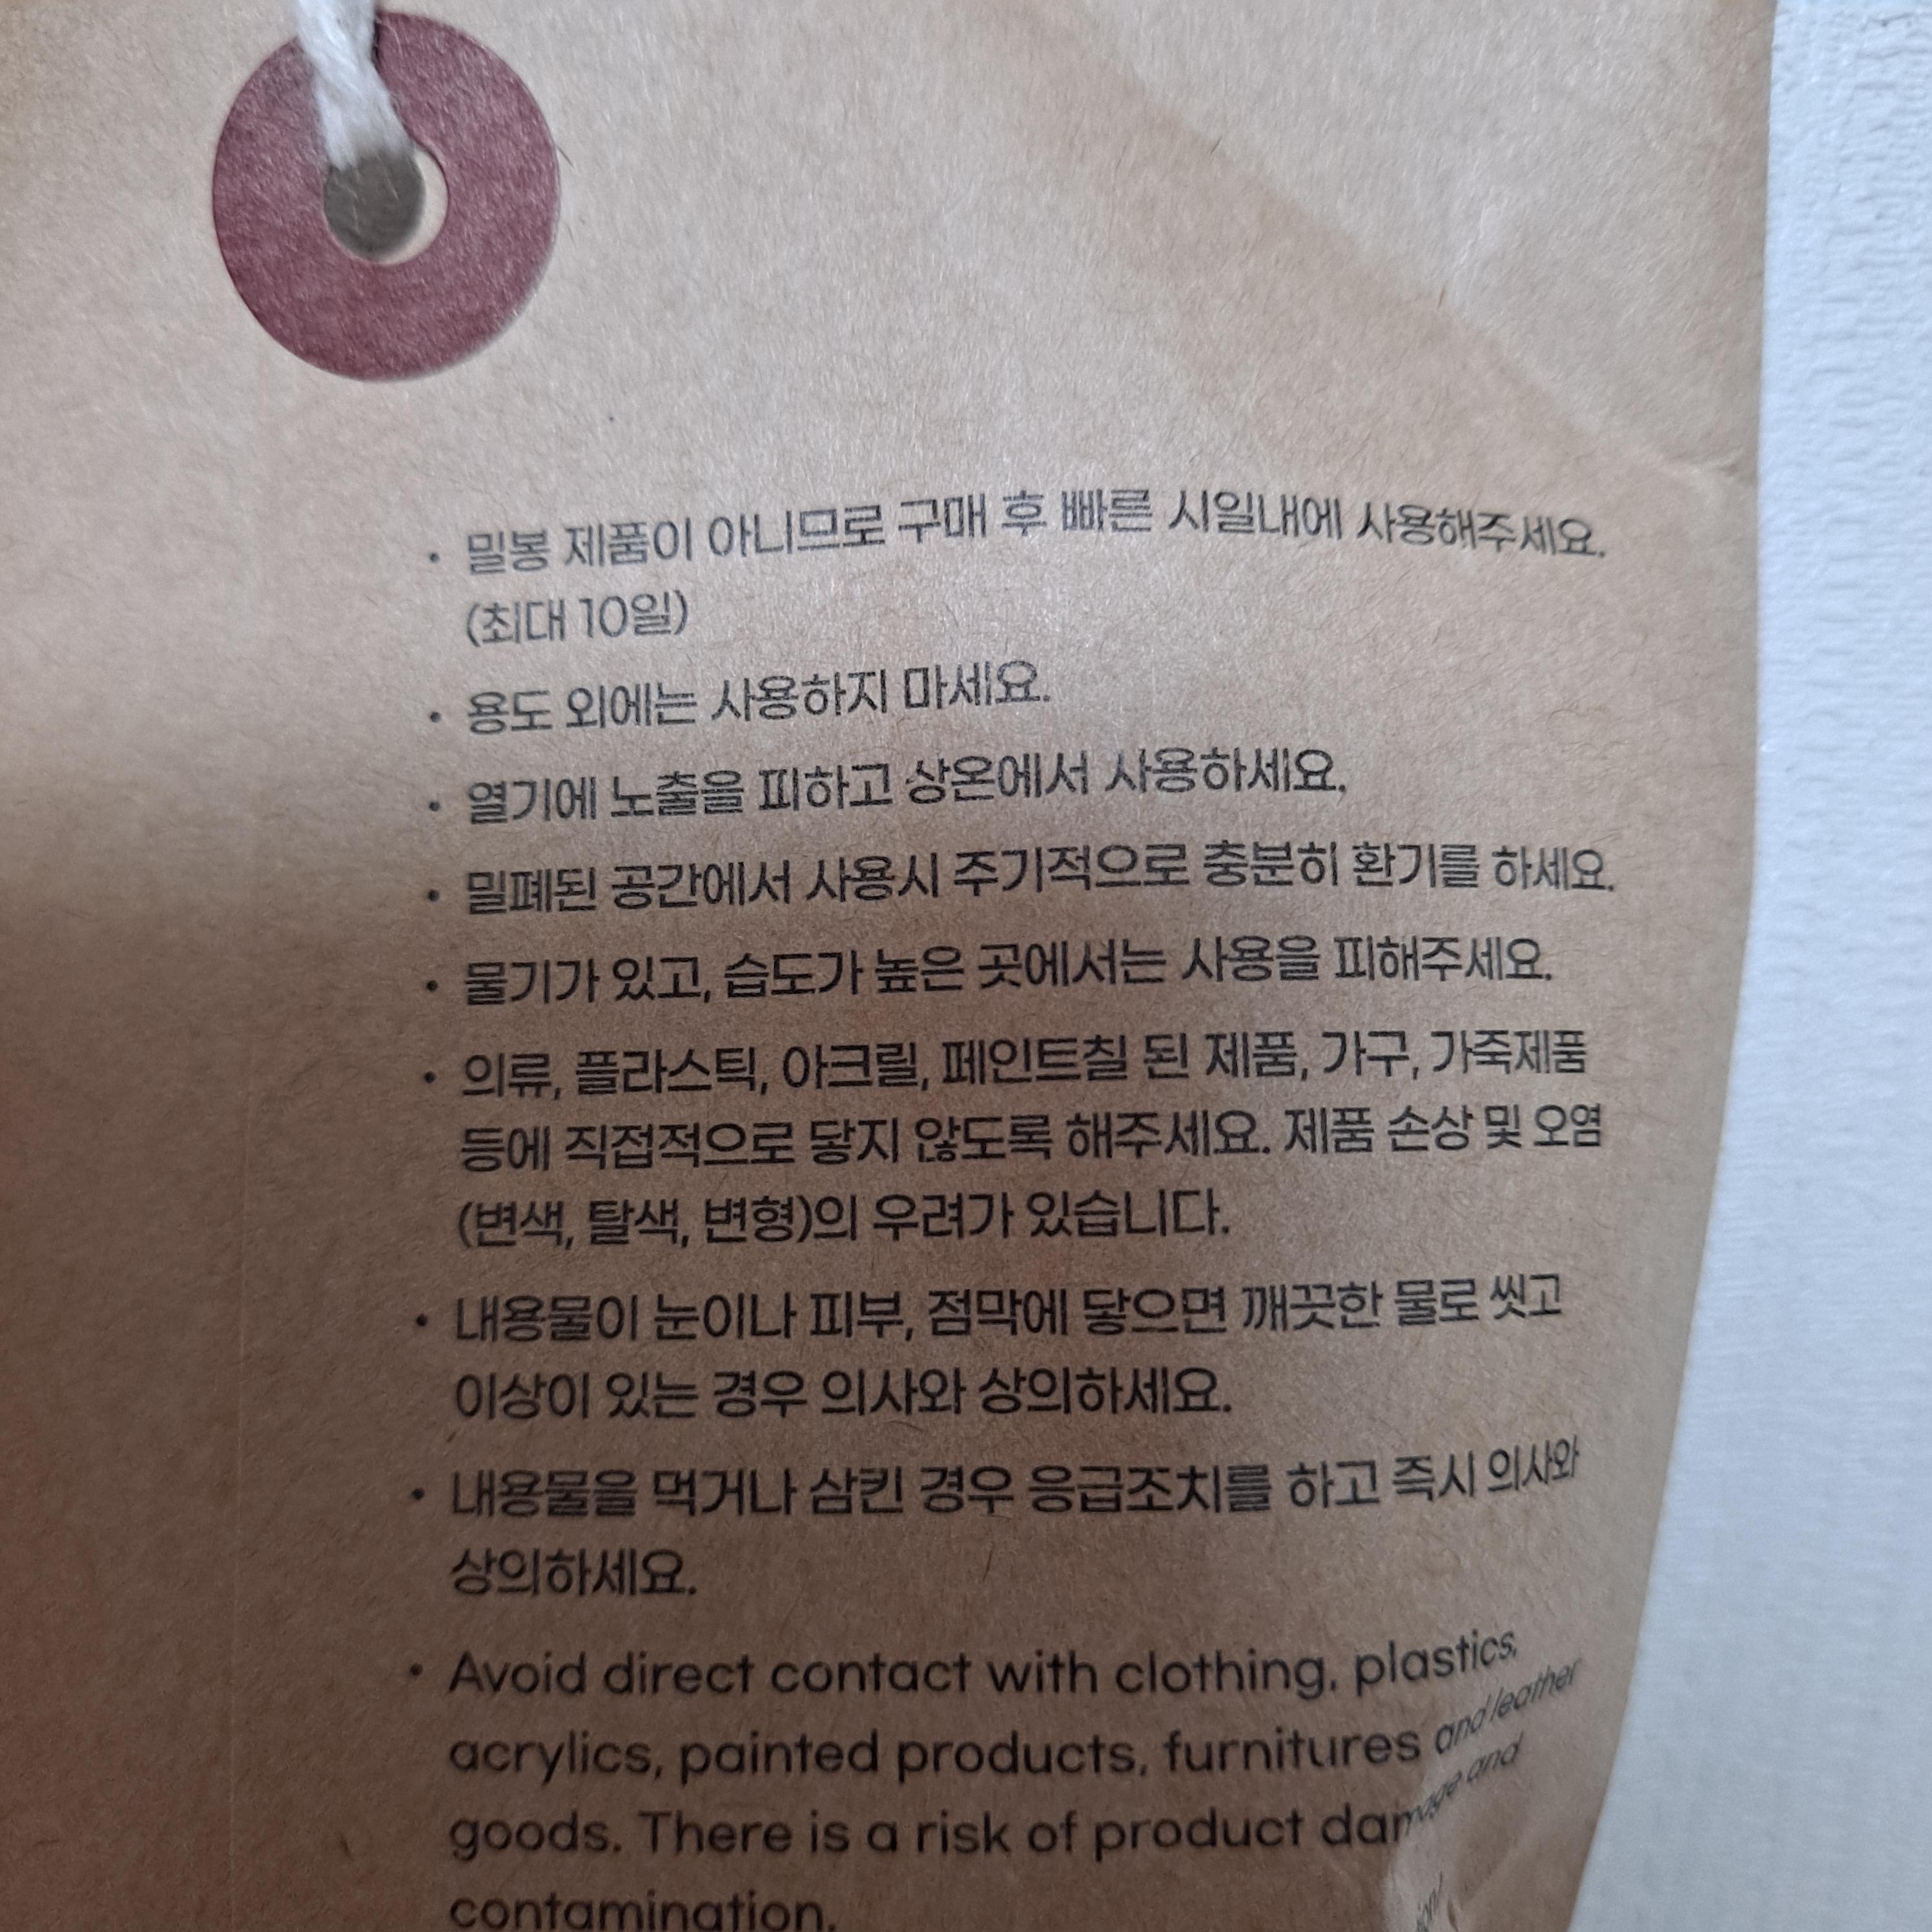 • 밀봉 제품이 아니므로 구매 후 빠른 시일내에 사용해주세요.
(최대 10일)
• 용도 외에는 사용하지 마세요.
• 열기에 노출을 피하고 상온에서 사용하세요.
• 밀폐된 공간에서 사용시 주기적으로 충분히 환기를 하세요.
• 물기가 있고, 습도가 높은 곳에서는 사용을 피해주세요.
• 의류, 플라스틱, 아크릴, 페인트칠 된 제품, 가구, 가죽제품
등에 직접적으로 닿지 않도록 해주세요. 제품 손상 및 오염
(변색, 탈색, 변형)의 우려가 있습니다.
• 내용물이 눈이나 피부, 점막에 닿으면 깨끗한 물로 씻고
이상이 있는 경우 의사와 상의하세요.
• 내용물을 먹거나 삼킨 경우 응급조치를 하고 즉시 의사와
상의하세요.
• Avoid direct contact with clothing, plastics,
acrylics, painted products, furnitures and leather
goods. There is a risk of product damage and
contamination.